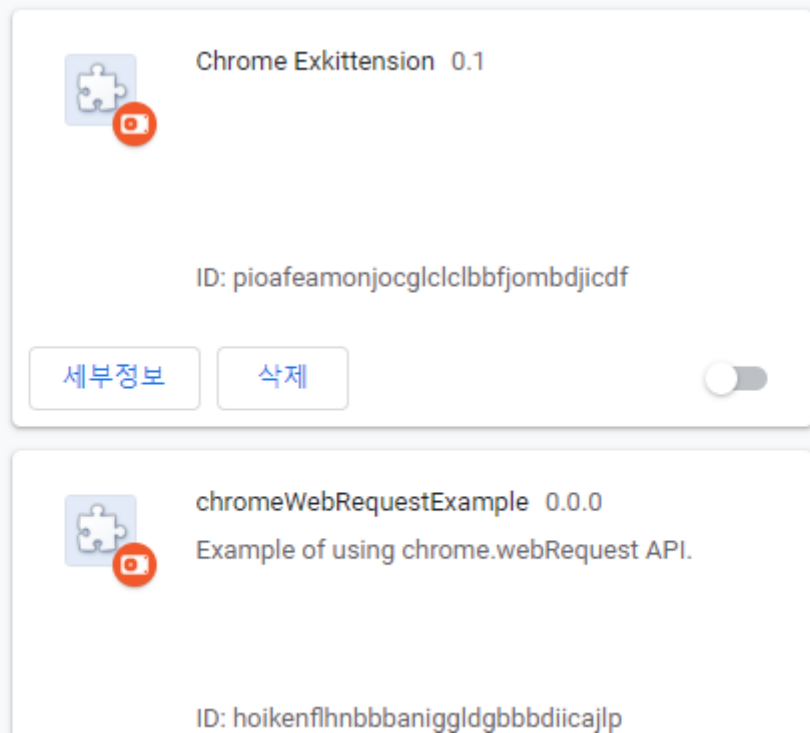 Chrome Exkittension 0.1
ID: pioafeamonjocglclclbbfjombdjicdf
세부정보 삭제
chromeWebRequestExample 0.0.0
Example of using chrome.webRequest API.
ID: hoikenflhnbbbaniggldgbbbdiicajlp